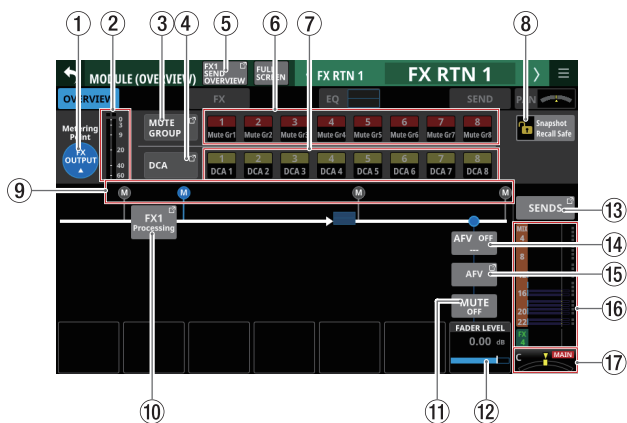 ① ② ③ ④ ⑤ ⑥ ⑦ ⑧
MODULE (OVERVIEW)
FX1
SEND
OVERVIEW
FULL
SCREEN
FX RTN 1
FX RTN 1
OVERVIEW
FX
EQ
SEND
PAN
Metering
Point
FX
OUTPUT
0
3
9
20
40
60
MUTE
GROUP
1 2 3 4 5 6 7 8
Mute Gr1 Mute Gr2 Mute Gr3 Mute Gr4 Mute Gr5 Mute Gr6 Mute Gr7 Mute Gr8
DCA
1 2 3 4 5 6 7 8
DCA 1 DCA 2 DCA 3 DCA 4 DCA 5 DCA 6 DCA 7 DCA 8
Snapshot
Recall Safe
⑨
M M M M
FX1
Processing
SENDS
⑬
AFV OFF
---
⑭
AFV
⑮
MUTE
OFF
FADER LEVEL
0.00 dB
MIX
4
8
16
20
22
FX
4
⑯
C MAIN
⑰
⑩ ⑪ ⑫